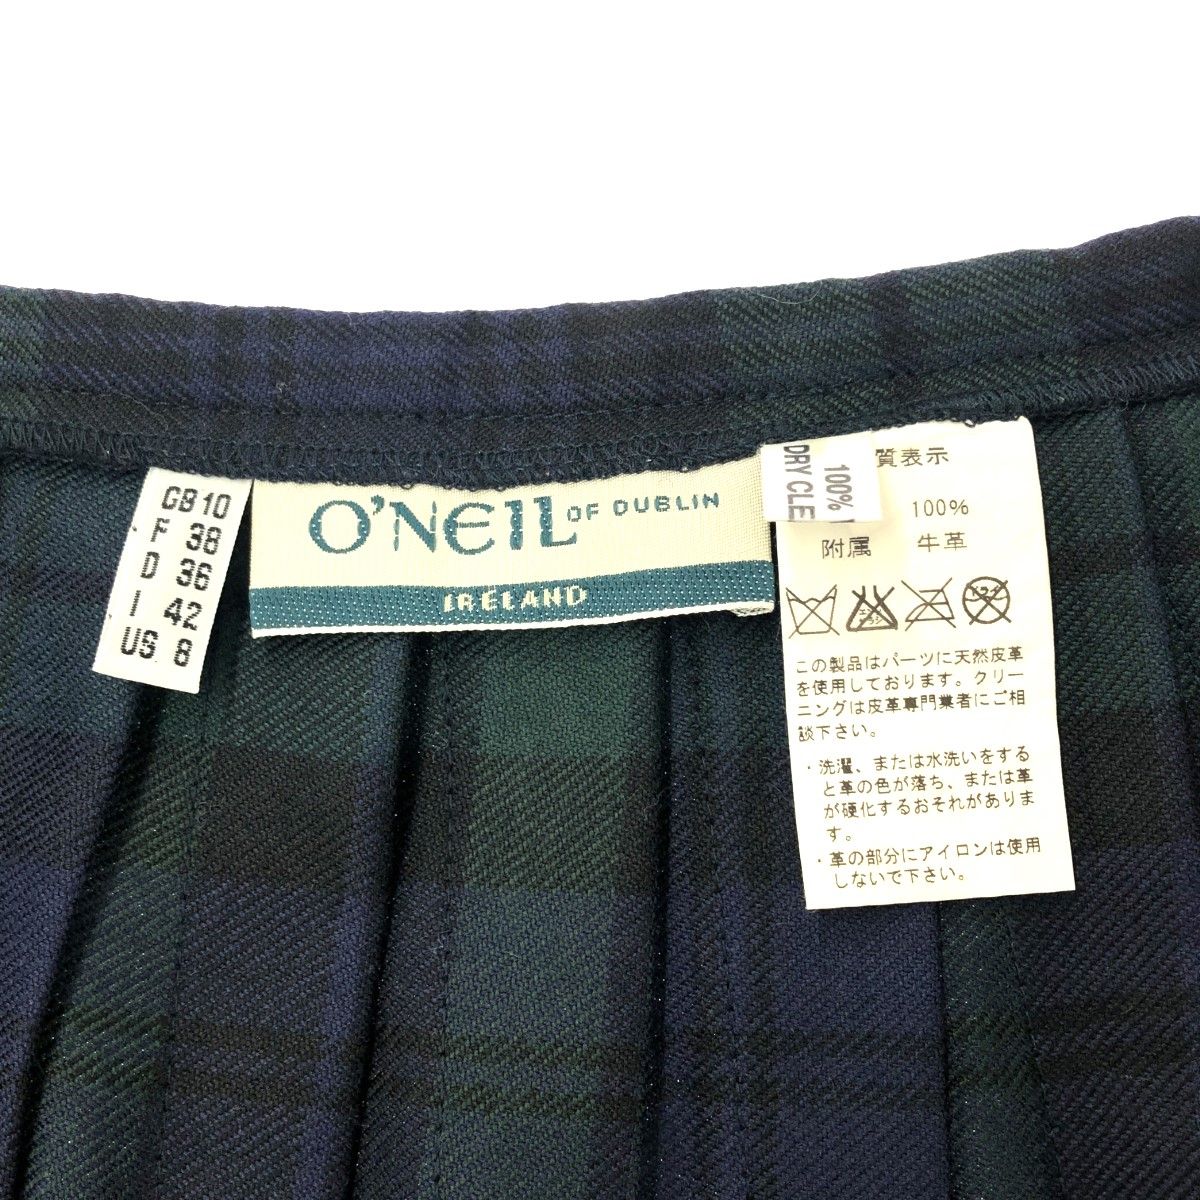 GB 10
F 38
D 36
I 42
US 8
O'NEIL OF DUBLIN
IRELAND
DRY CLE
100%
質表示
100%
附属 牛革
この製品はパーツに天然皮革
を使用しております。クリー
ニングは皮革専門業者にご相
談下さい。
・洗濯、または水洗いをする
と革の色が落ち、または革
が硬化するおそれがありま
す。
・革の部分にアイロンは使用
しないで下さい。